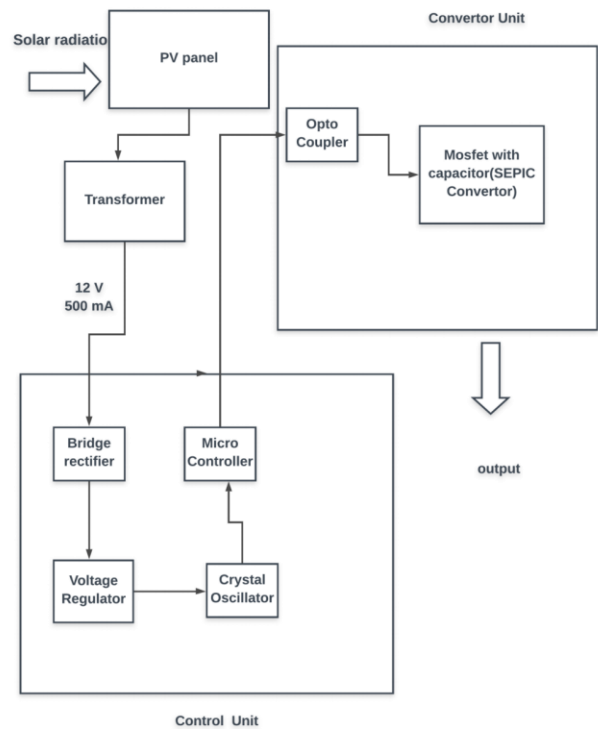 Convertor Unit
Solar radiatio
PV panel
Opto
Coupler
Mosfet with
capacitor(SEPIC
Convertor)
Transformer
12 V
500 mA
Bridge
rectifier
Micro
Controller
output
Voltage
Regulator
Crystal
Oscillator
Control Unit